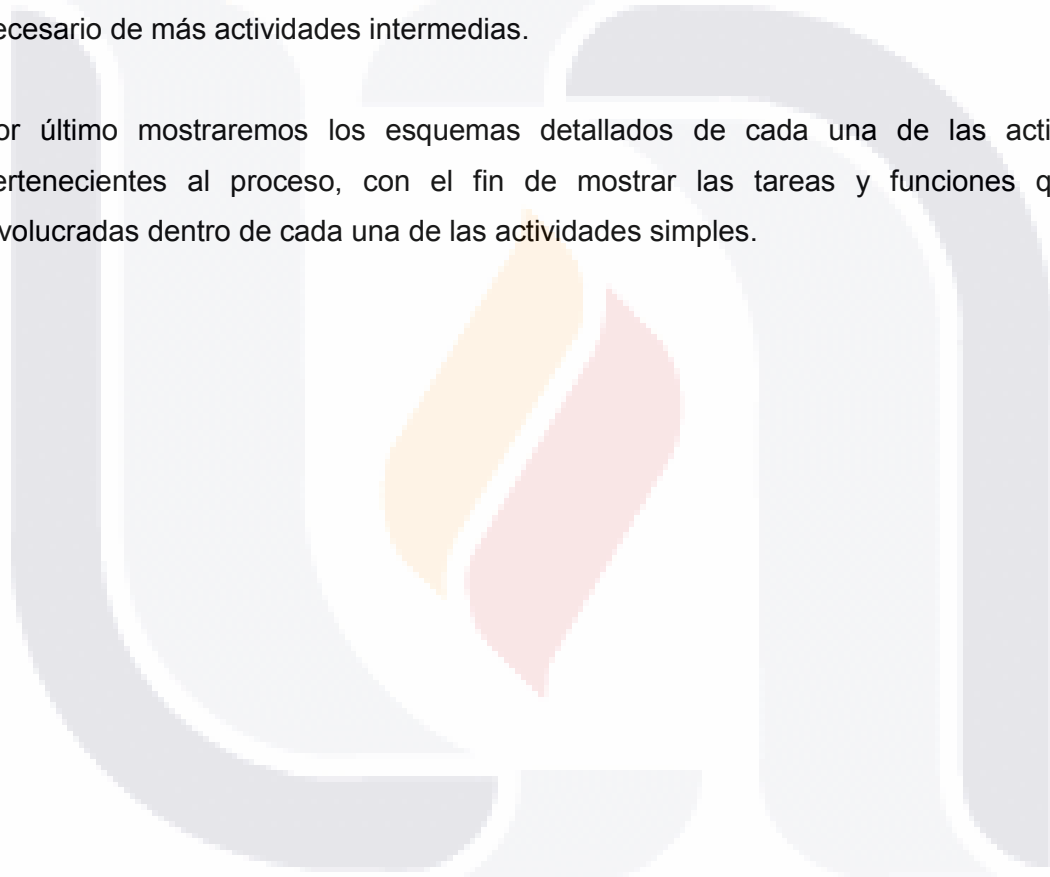 ecesario de más actividades intermedias.
or último mostraremos los esquemas detallados de cada una de las acti
ertenecientes al proceso, con el fin de mostrar las tareas y funciones q
volucradas dentro de cada una de las actividades simples.